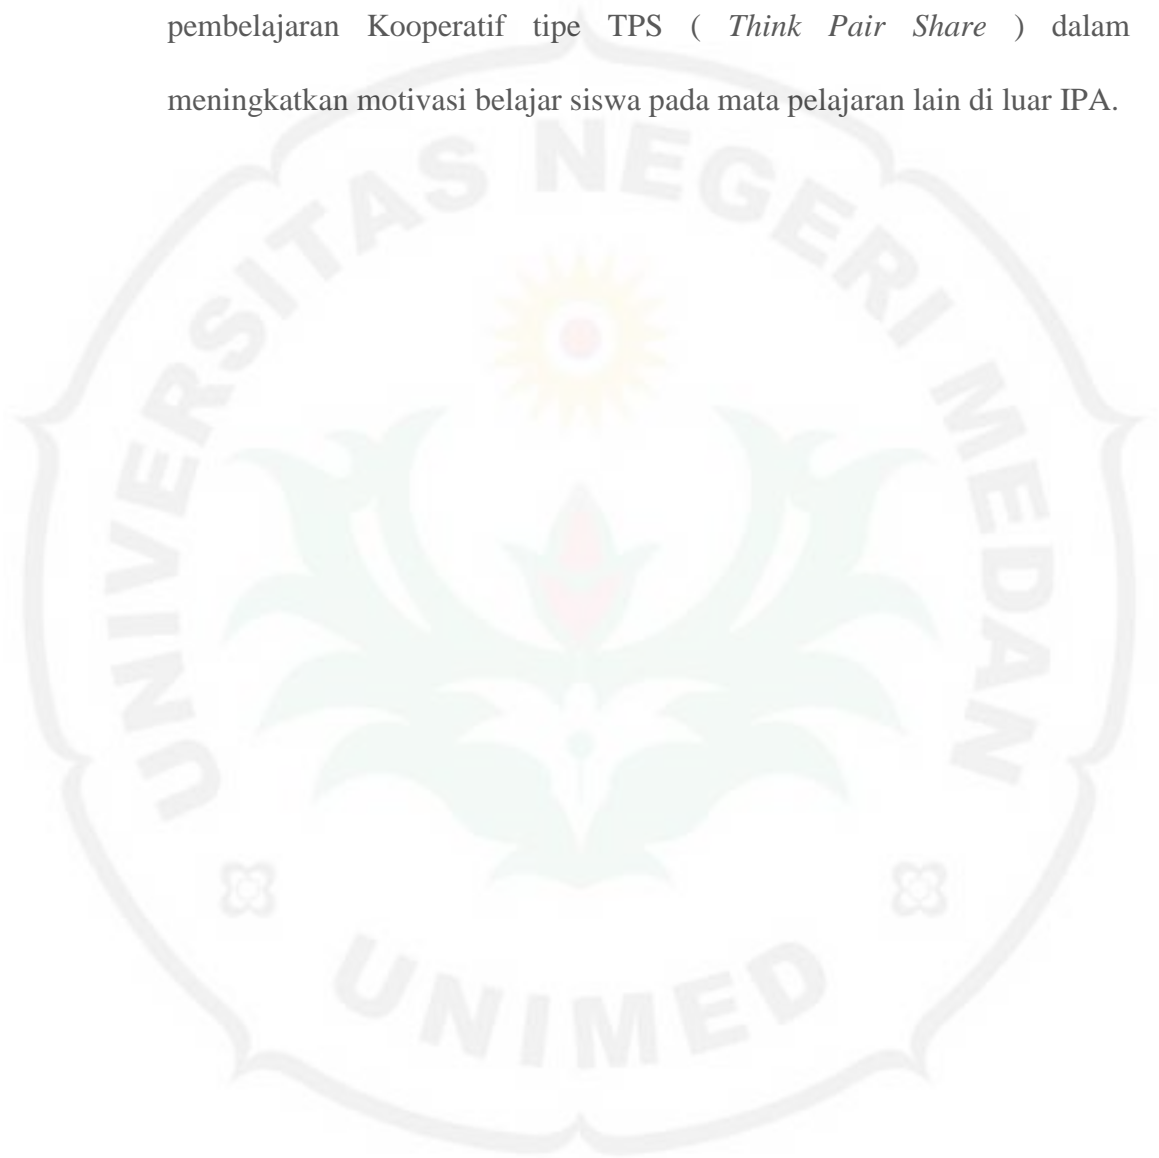 pembelajaran Kooperatif tipe TPS ( Think Pair Share ) dalam
meningkatkan motivasi belajar siswa pada mata pelajaran lain di luar IPA.
UNIVERSITAS NEGERI MEDAN
UNIMED